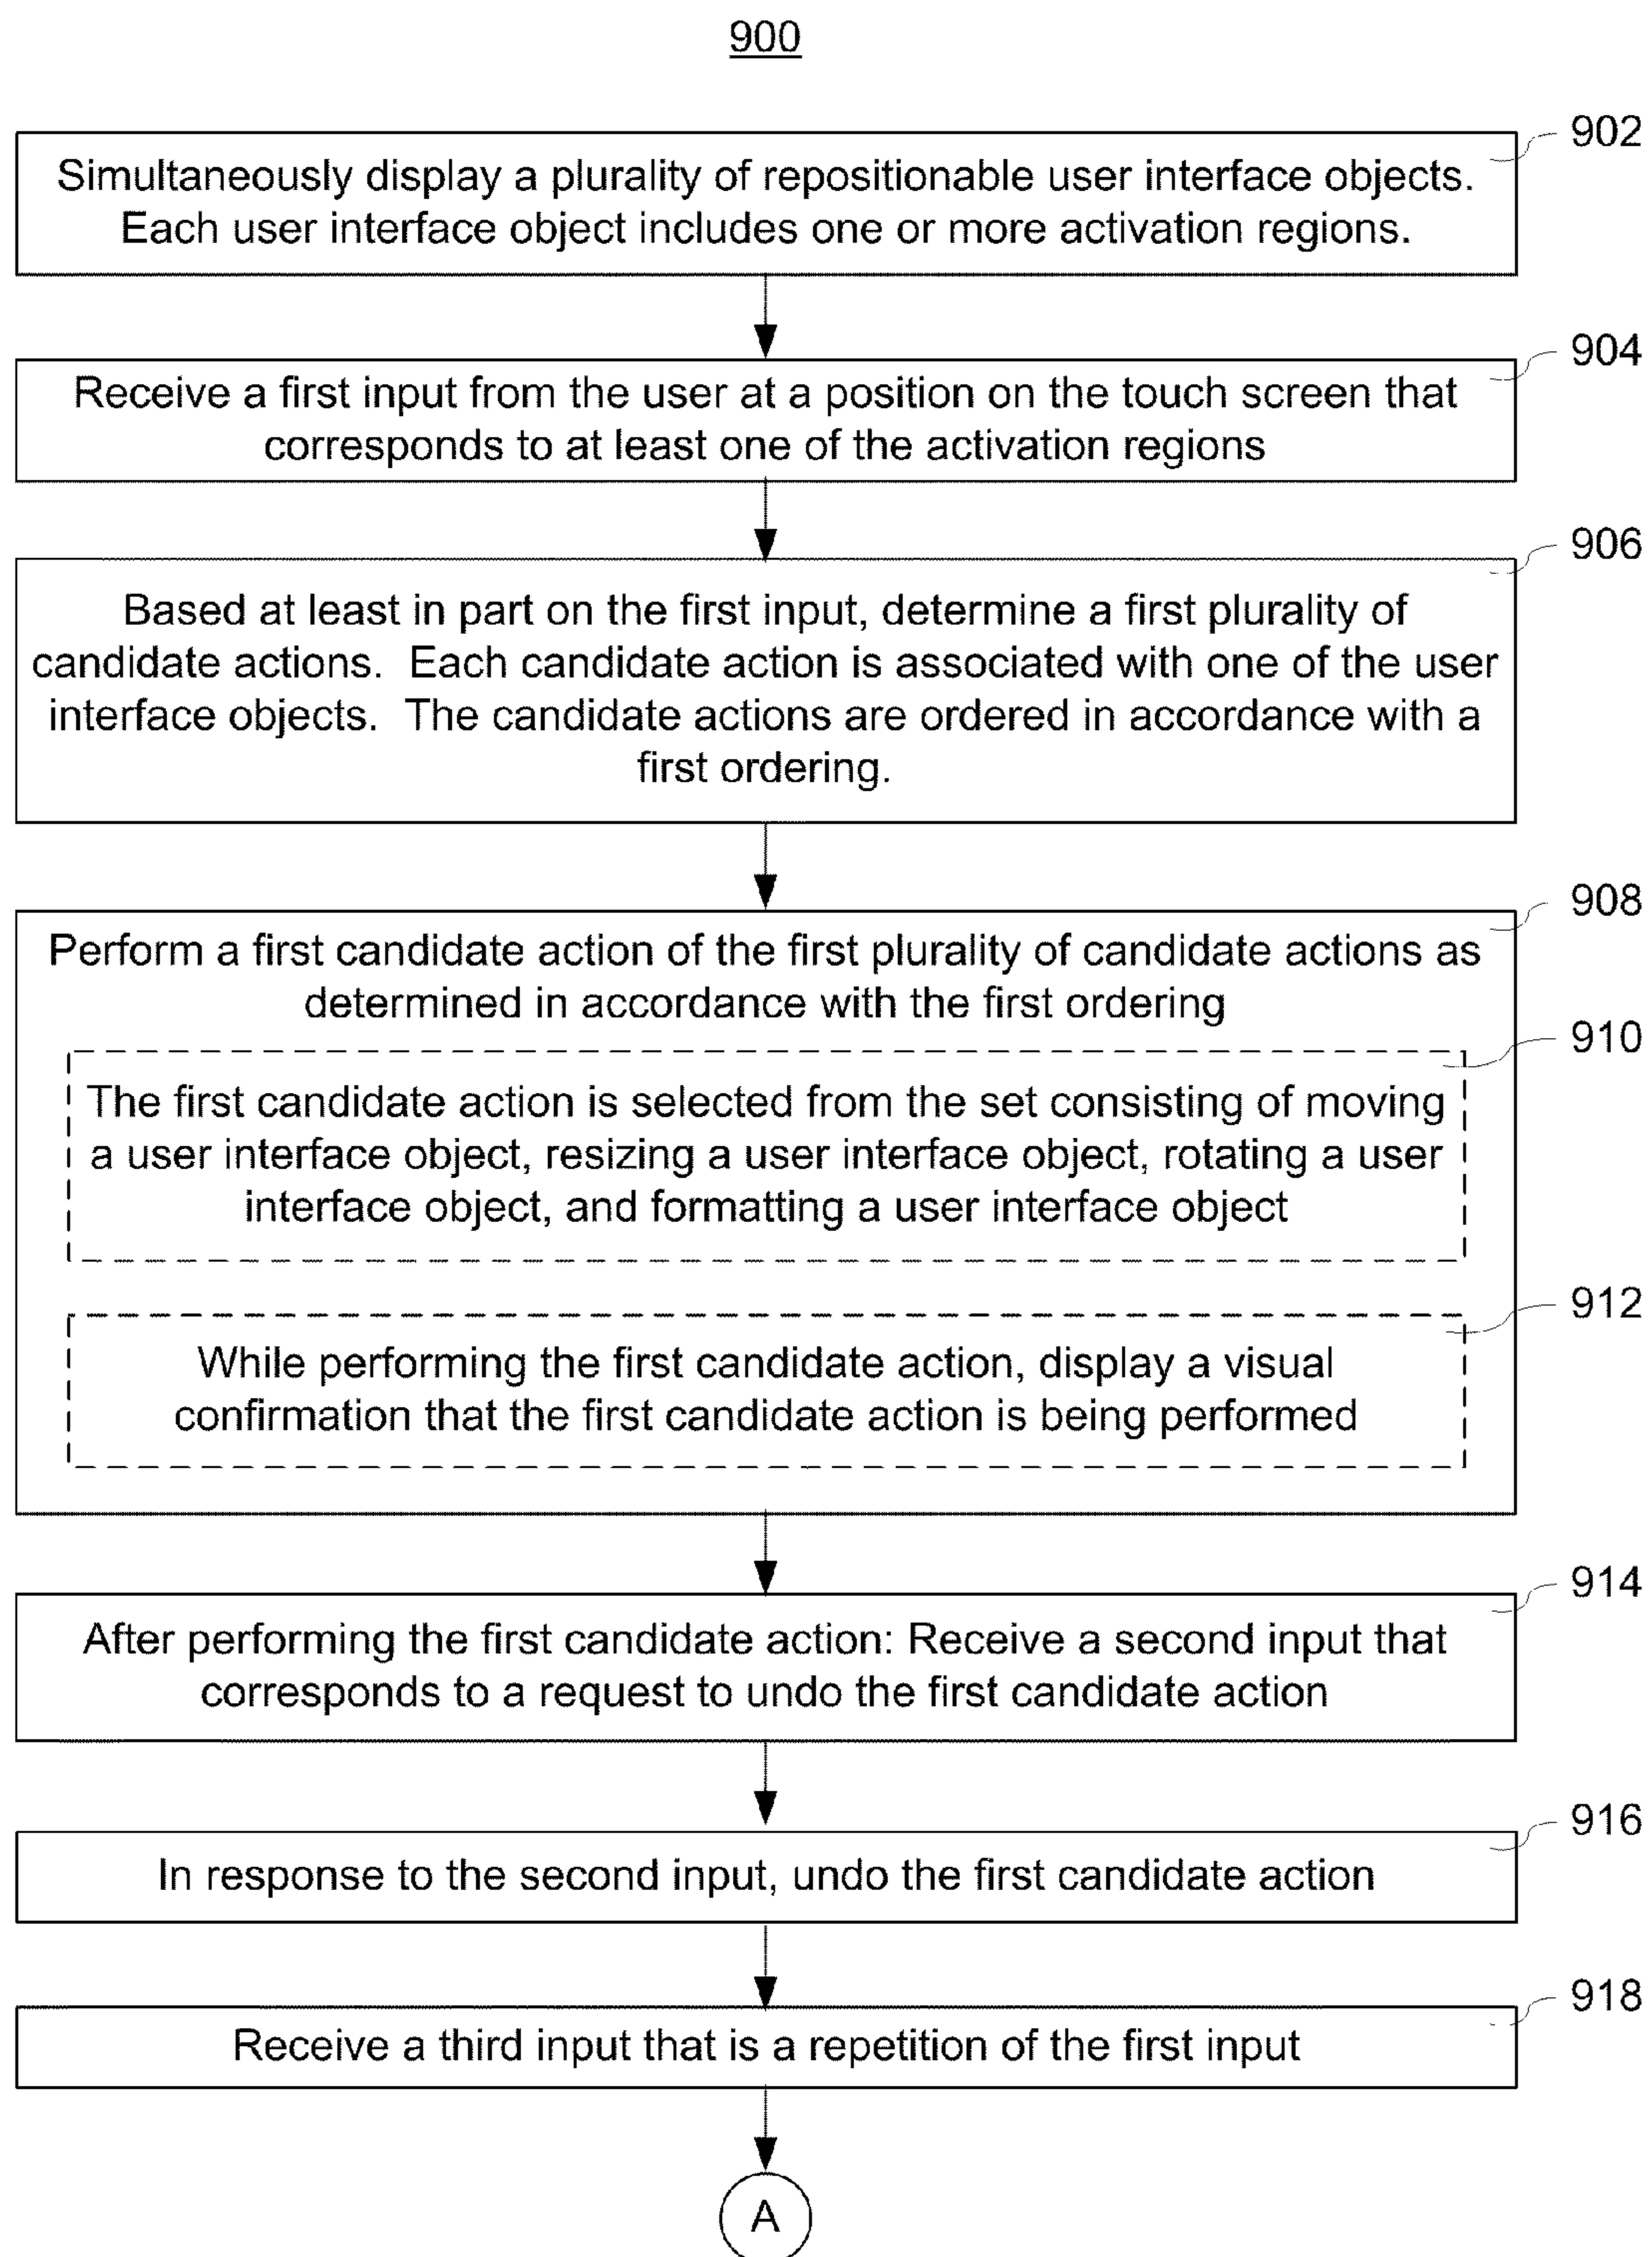 900
902
Simultaneously display a plurality of repositionable user interface objects.
Each user interface object includes one or more activation regions.
904
Receive a first input from the user at a position on the touch screen that
corresponds to at least one of the activation regions
906
Based at least in part on the first input, determine a first plurality of
candidate actions.  Each candidate action is associated with one of the user
interface objects.  The candidate actions are ordered in accordance with a
first ordering.
908
Perform a first candidate action of the first plurality of candidate actions as
determined in accordance with the first ordering
910
The first candidate action is selected from the set consisting of moving
a user interface object, resizing a user interface object, rotating a user
interface object, and formatting a user interface object
912
While performing the first candidate action, display a visual
confirmation that the first candidate action is being performed
914
After performing the first candidate action: Receive a second input that
corresponds to a request to undo the first candidate action
916
In response to the second input, undo the first candidate action
918
Receive a third input that is a repetition of the first input
A